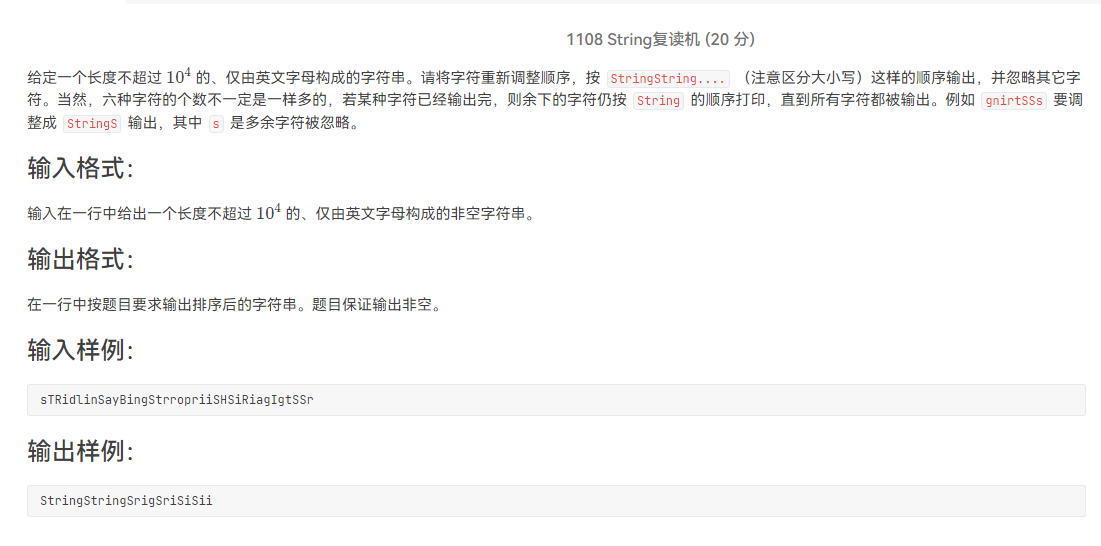 1108 String复读机 (20 分)
给定一个长度不超过 10^4 的、仅由英文字母构成的字符串。请将字符重新调整顺序，按 StringString.... （注意区分大小写）这样的顺序输出，并忽略其它字
符。当然，六种字符的个数不一定是一样多的，若某种字符已经输出完，则余下的字符仍按 String 的顺序打印，直到所有字符都被输出。例如 gnirtSSs 要调
整成 StringS 输出，其中 s 是多余字符被忽略。
输入格式：
输入在一行中给出一个长度不超过 10^4 的、仅由英文字母构成的非空字符串。
输出格式：
在一行中按题目要求输出排序后的字符串。题目保证输出非空。
输入样例：
sTRidlinSayBingStrropriiSHSiRiagIgtSSr
输出样例：
StringStringSrigSriSiSii